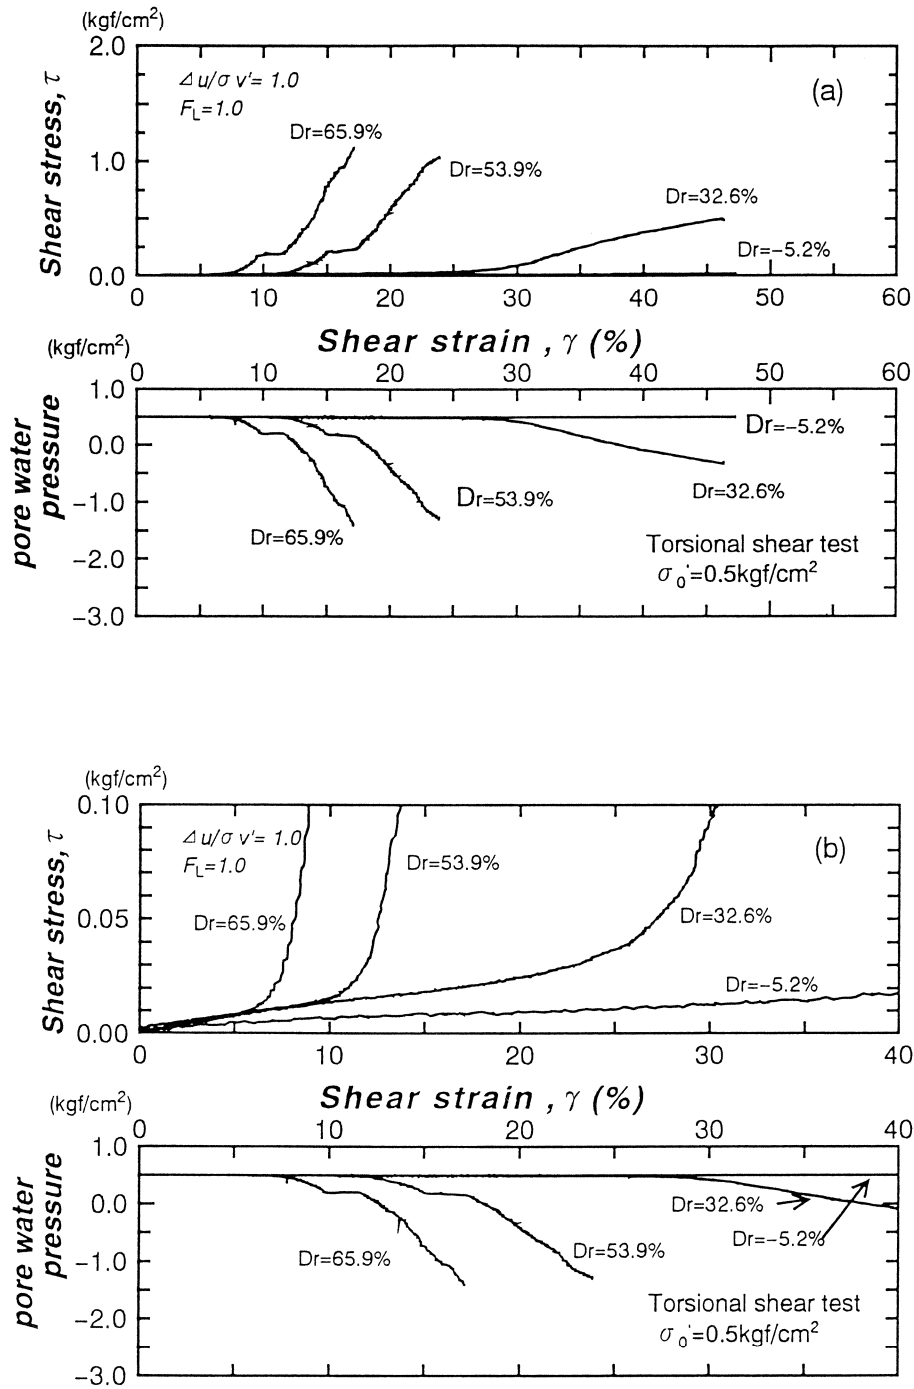 (kgf/cm²)
2.0
1.0
0.0
Shear stress, τ
Δu/σv'= 1.0
F_L=1.0
(a)
Dr=65.9%
Dr=53.9%
Dr=32.6%
Dr=−5.2%
0 10 20 30 40 50 60
Shear strain , γ (%)
(kgf/cm²)
0 10 20 30 40 50 60
1.0
0.0
−1.0
−2.0
−3.0
pore water
pressure
Dr=−5.2%
Dr=32.6%
Dr=53.9%
Dr=65.9%
Torsional shear test
σ₀'=0.5kgf/cm²
(kgf/cm²)
0.10
0.05
0.00
Shear stress, τ
Δu/σv'= 1.0
F_L=1.0
(b)
Dr=53.9%
Dr=65.9%
Dr=32.6%
Dr=−5.2%
0 10 20 30 40
Shear strain , γ (%)
(kgf/cm²)
0 10 20 30 40
1.0
0.0
−1.0
−2.0
−3.0
pore water
pressure
Dr=32.6%
Dr=−5.2%
Dr=53.9%
Dr=65.9%
Torsional shear test
σ₀'=0.5kgf/cm²